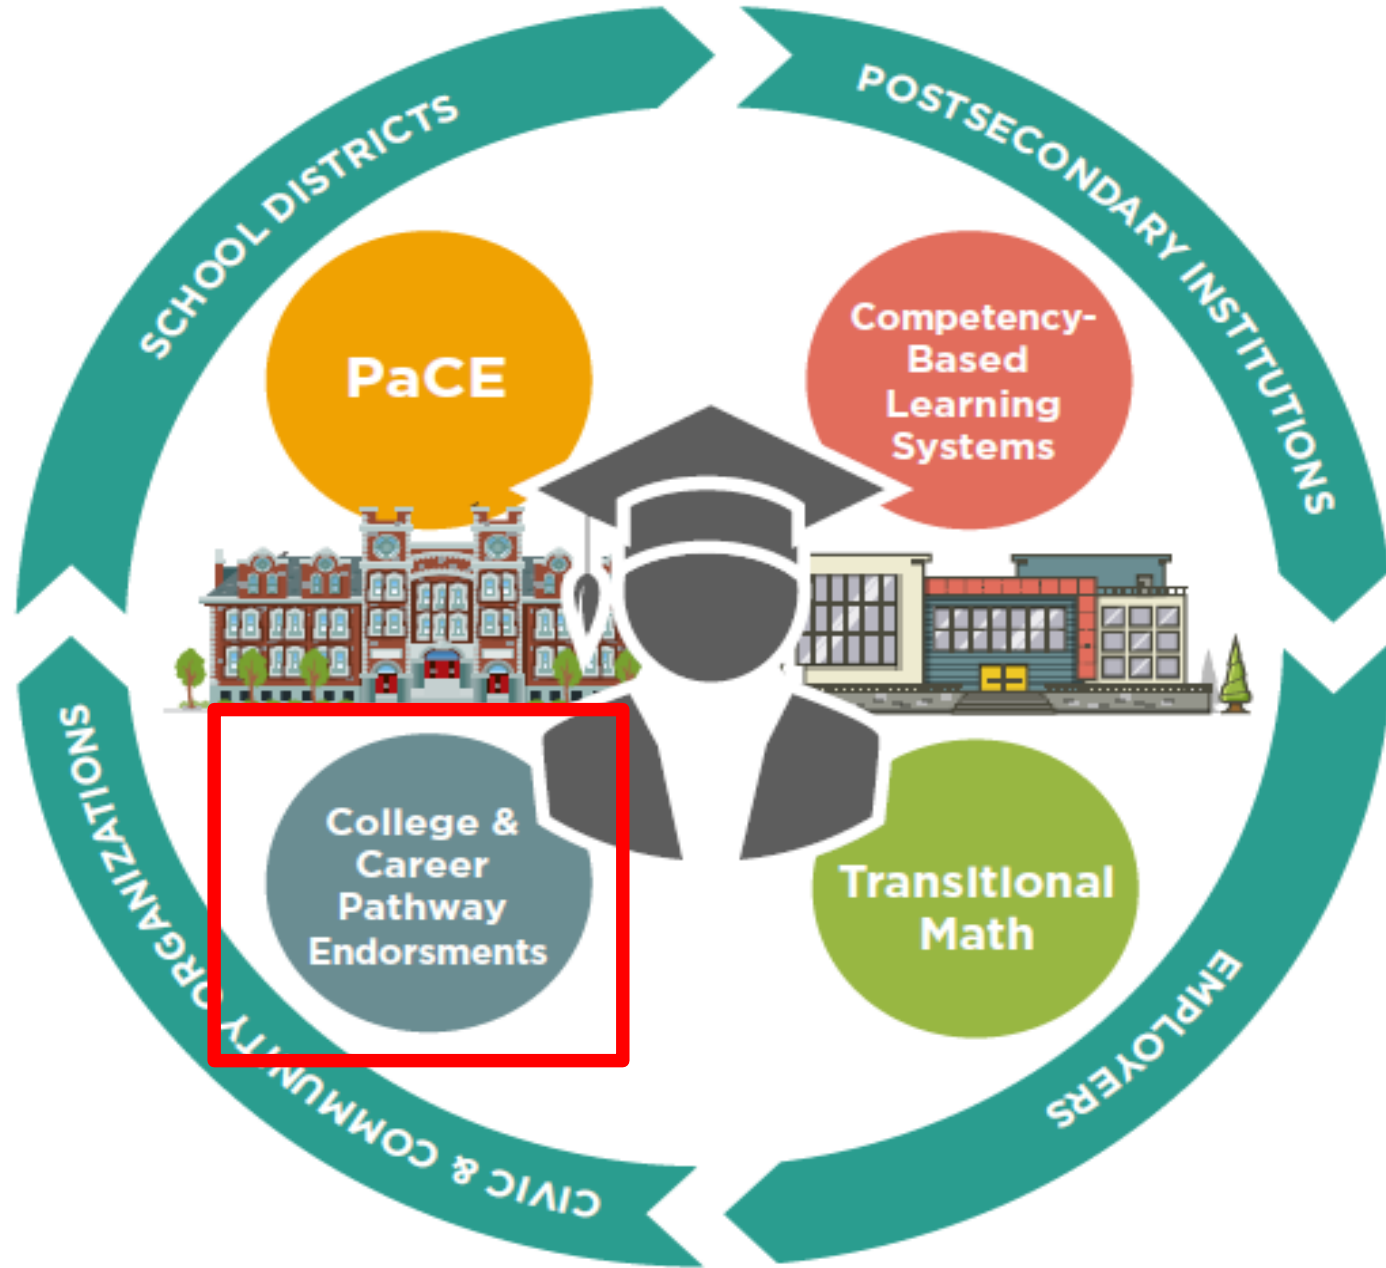 SCHOOL DISTRICTS
POSTSECONDARY INSTITUTIONS
PaCE
Competency-
Based
Learning
Systems
College &
Career
Pathway
Endorsments
Transitional
Math
EMPLOYERS
CIVIC & COMMUNITY ORGANIZATIONS